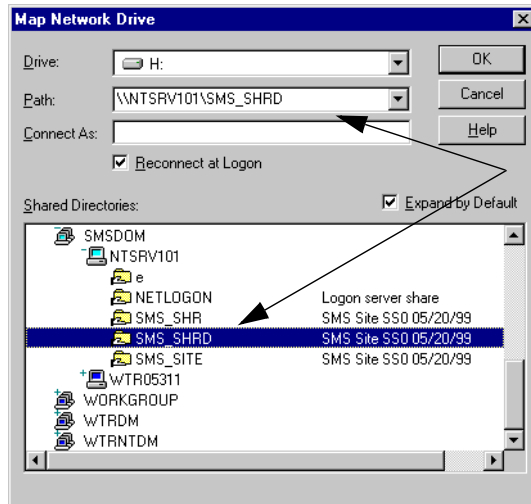 Map Network Drive
Drive: H: OK
Path: \\NTSRV101\SMS_SHRD Cancel
Connect As: Help
Reconnect at Logon
Shared Directories: Expand by Default
SMSDOM
NTSRV101
e
NETLOGON Logon server share
SMS_SHR SMS Site SS0 05/20/99
SMS_SHRD SMS Site SS0 05/20/99
SMS_SITE SMS Site SS0 05/20/99
WTR05311
WORKGROUP
WTRDM
WTRNTDM